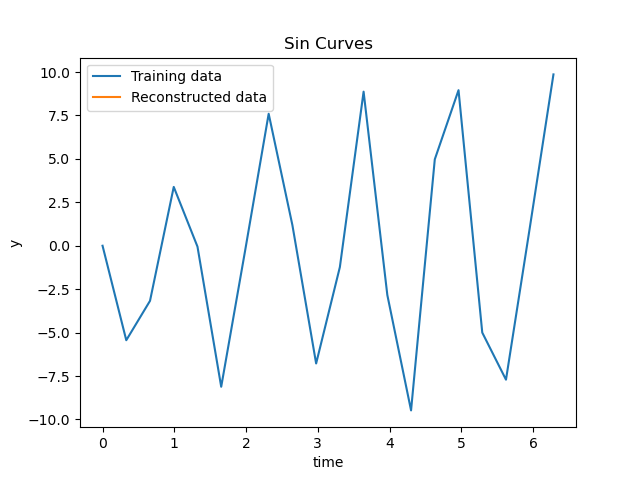 Sin Curves
Training data
Reconstructed data
10.0
7.5
5.0
2.5
0.0
−2.5
−5.0
−7.5
−10.0
y
0 1 2 3 4 5 6
time